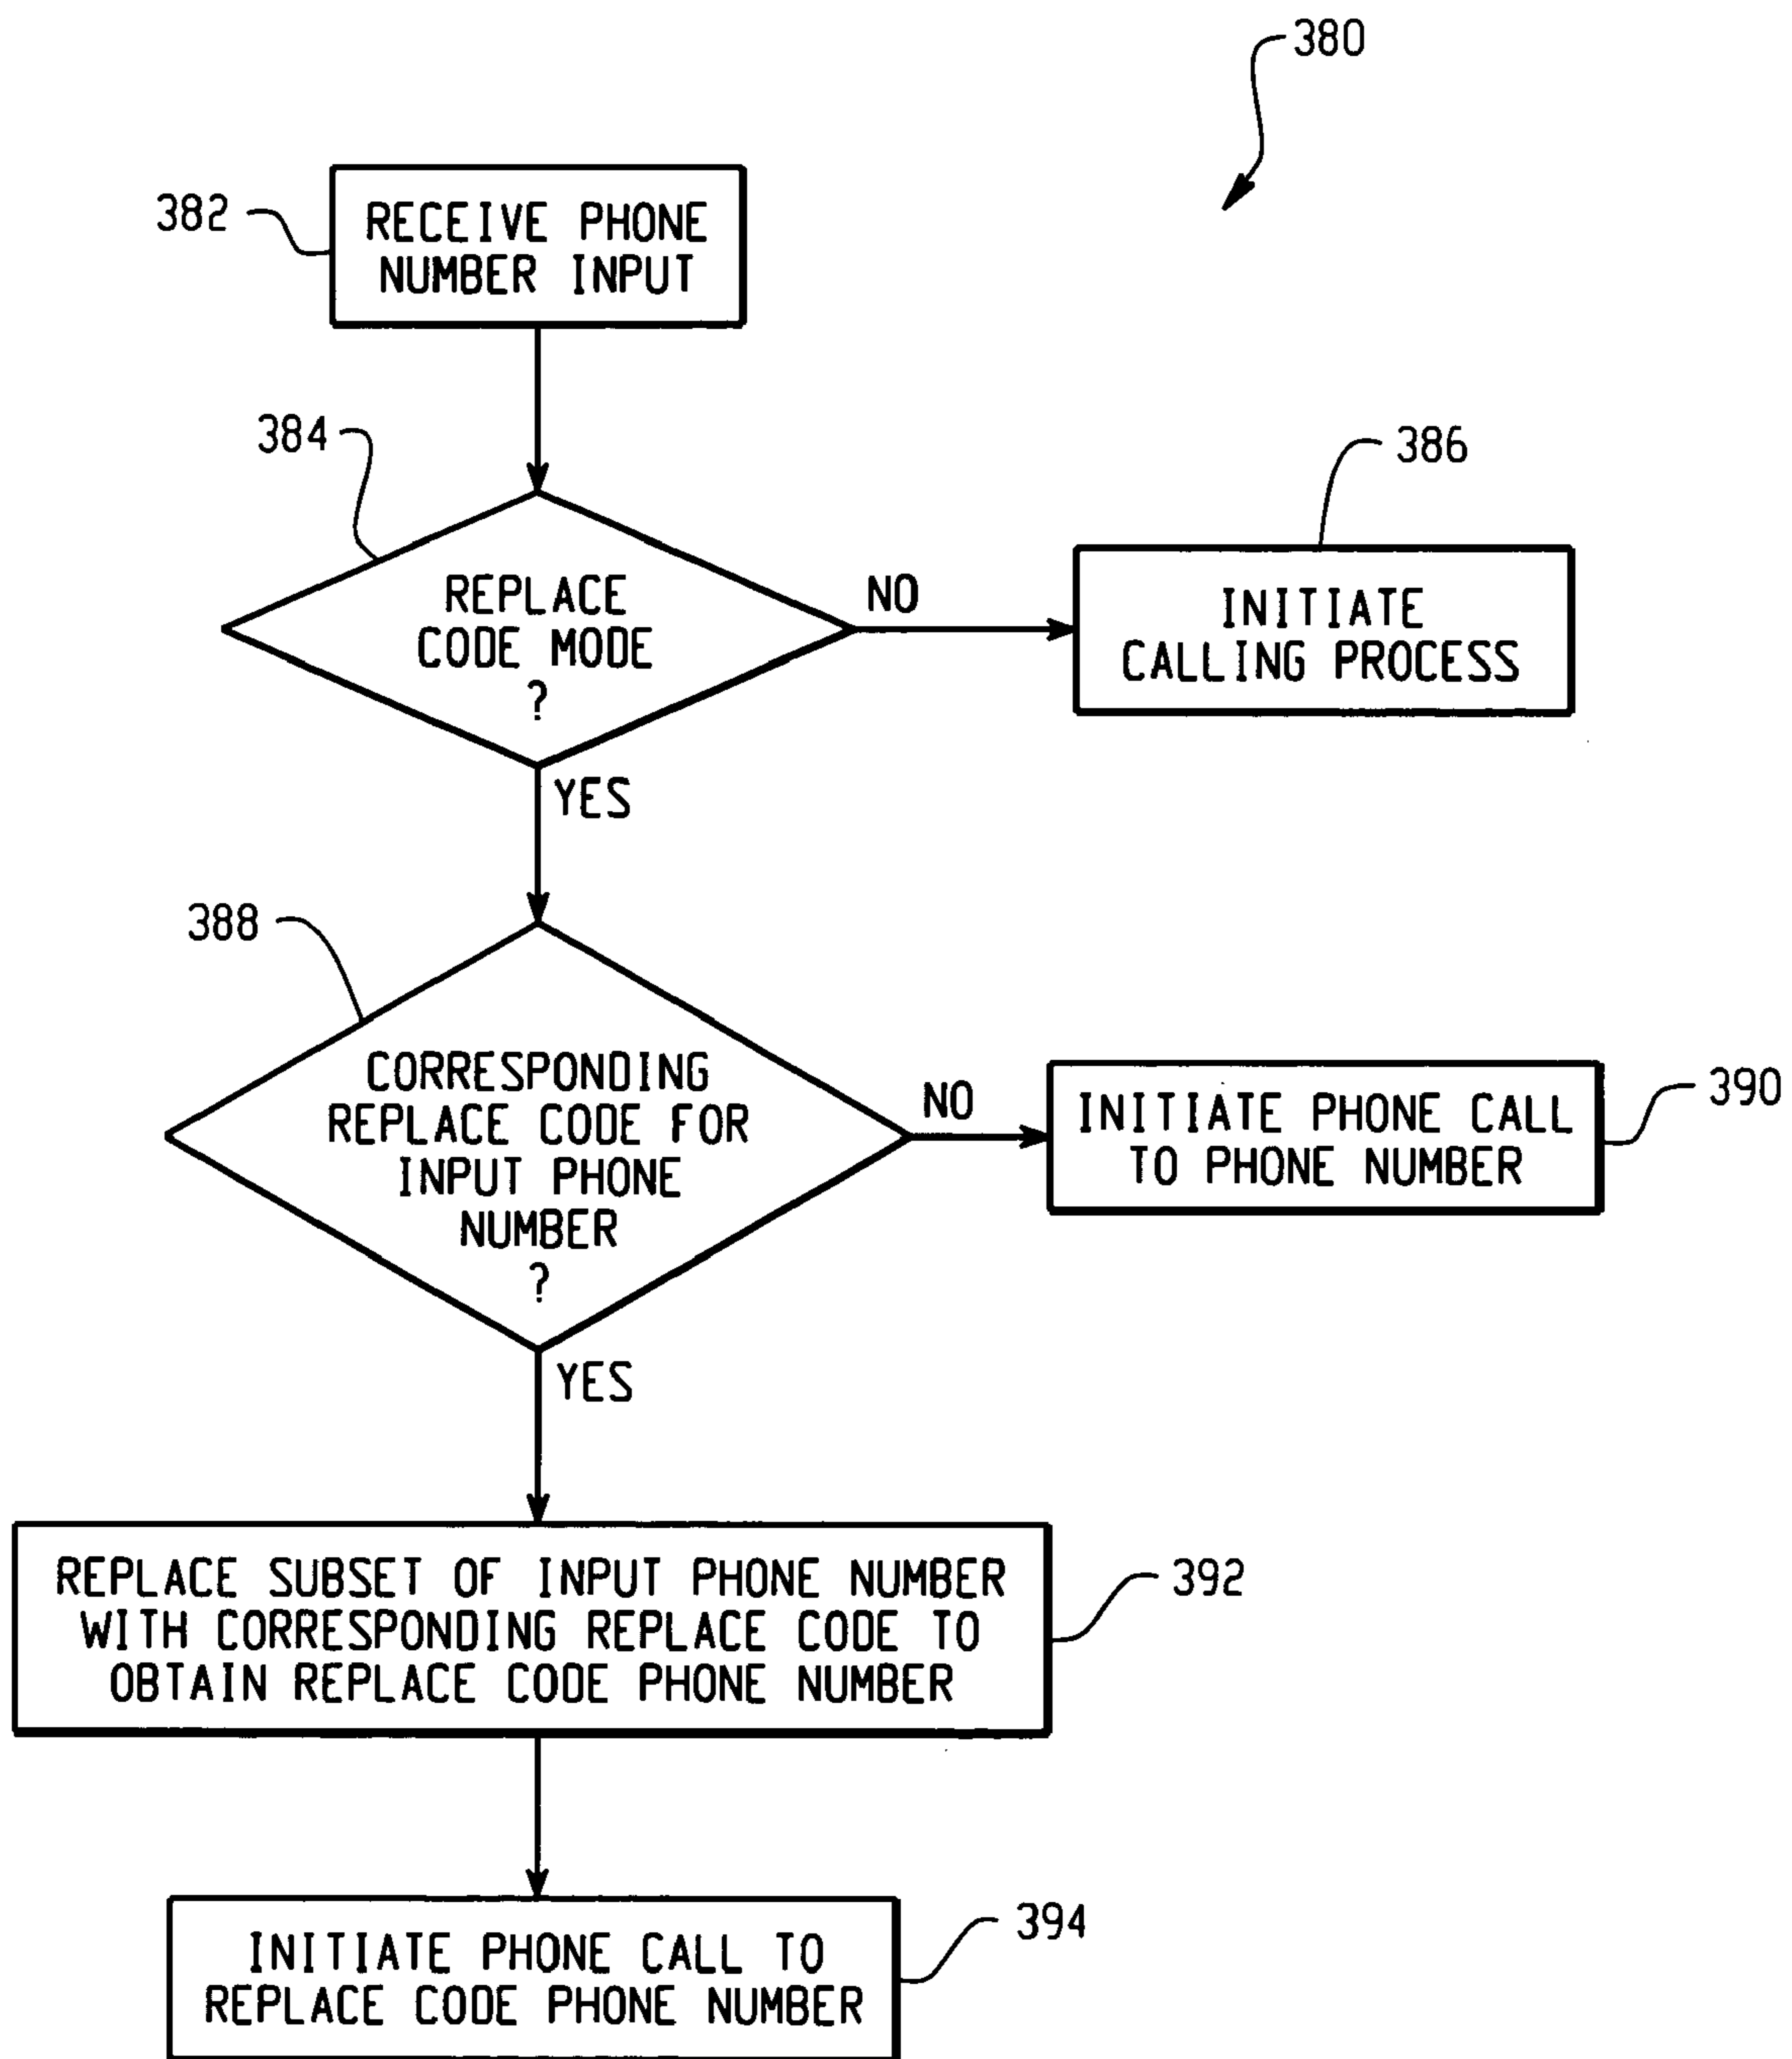 380
382
RECEIVE PHONE
NUMBER INPUT
384
386
REPLACE
CODE MODE
?
NO
INITIATE
CALLING PROCESS
YES
388
CORRESPONDING
REPLACE CODE FOR
INPUT PHONE
NUMBER
?
NO
INITIATE PHONE CALL
TO PHONE NUMBER
390
YES
REPLACE SUBSET OF INPUT PHONE NUMBER
WITH CORRESPONDING REPLACE CODE TO
OBTAIN REPLACE CODE PHONE NUMBER
392
INITIATE PHONE CALL TO
REPLACE CODE PHONE NUMBER
394